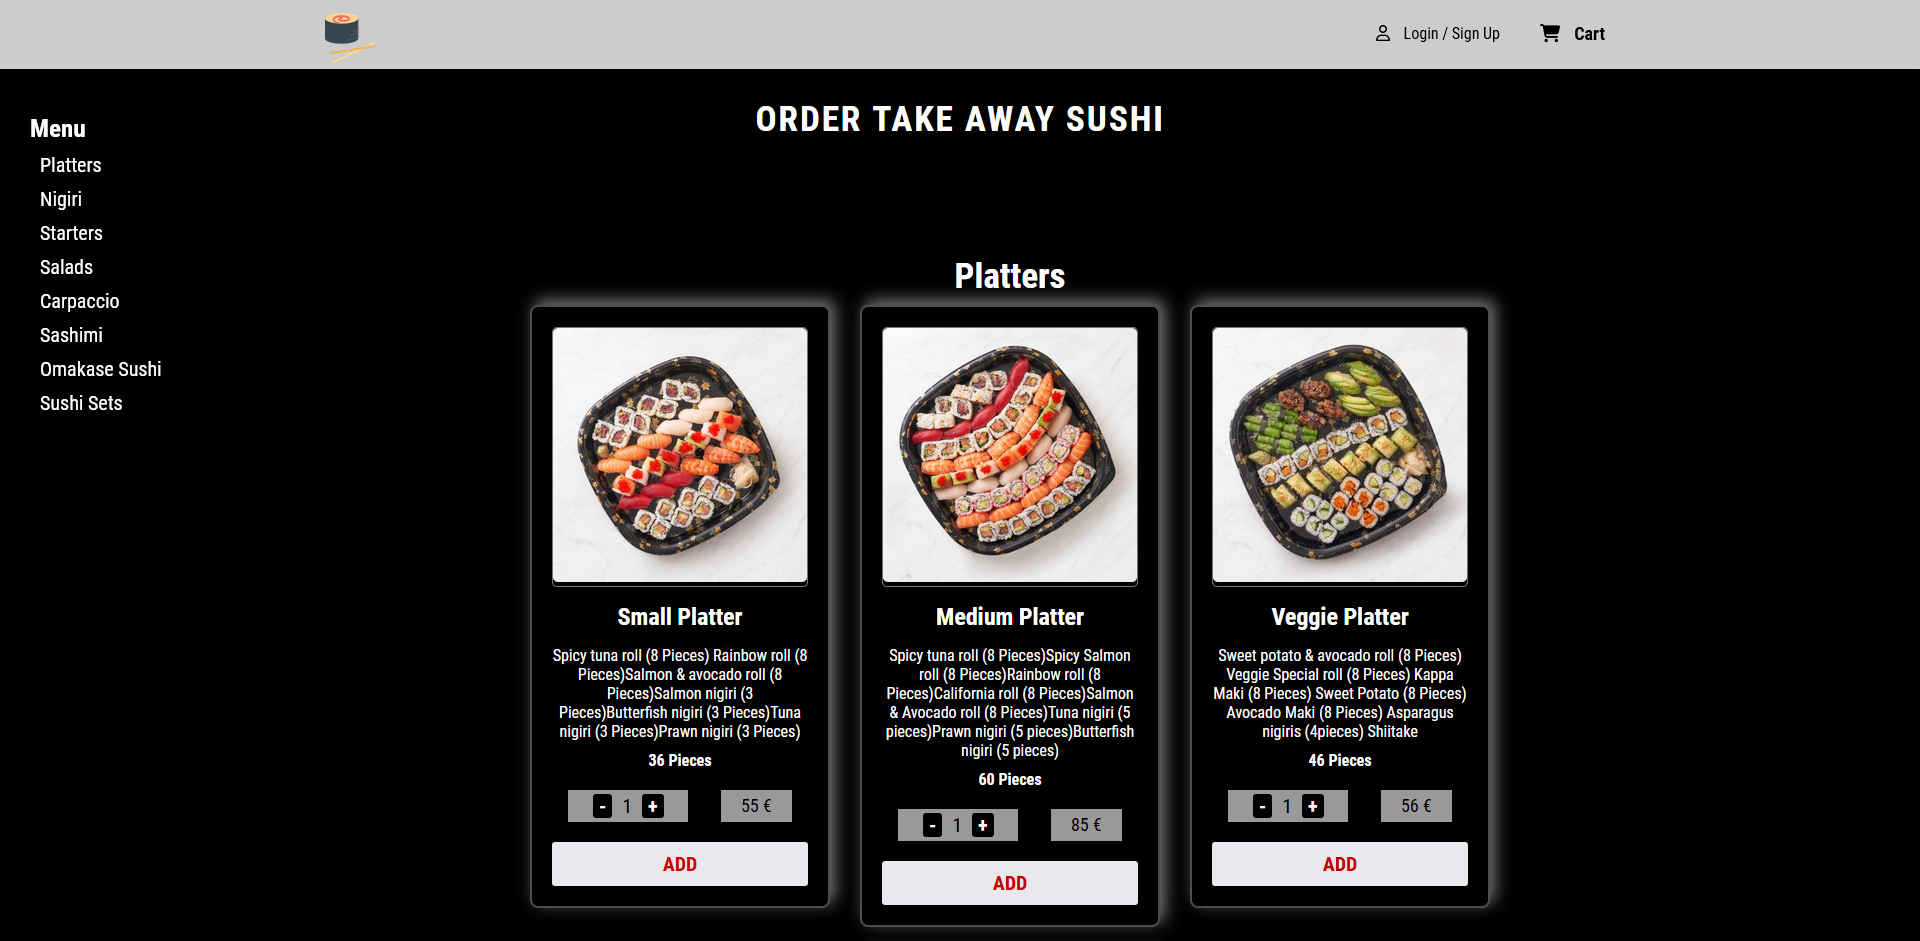 Login / Sign Up
Cart
ORDER TAKE AWAY SUSHI
Menu
Platters
Nigiri
Starters
Salads
Carpaccio
Sashimi
Omakase Sushi
Sushi Sets
Platters
Small Platter
Spicy tuna roll (8 Pieces) Rainbow roll (8
Pieces)Salmon & avocado roll (8
Pieces)Salmon nigiri (3
Pieces)Butterfish nigiri (3 Pieces)Tuna
nigiri (3 Pieces)Prawn nigiri (3 Pieces)
36 Pieces
- 1 +
55 €
ADD
Medium Platter
Spicy tuna roll (8 Pieces)Spicy Salmon
roll (8 Pieces)Rainbow roll (8
Pieces)California roll (8 Pieces)Salmon
& Avocado roll (8 Pieces)Tuna nigiri (5
pieces)Prawn nigiri (5 pieces)Butterfish
nigiri (5 pieces)
60 Pieces
- 1 +
85 €
ADD
Veggie Platter
Sweet potato & avocado roll (8 Pieces)
Veggie Special roll (8 Pieces) Kappa
Maki (8 Pieces) Sweet Potato (8 Pieces)
Avocado Maki (8 Pieces) Asparagus
nigiris (4pieces) Shiitake
46 Pieces
- 1 +
56 €
ADD